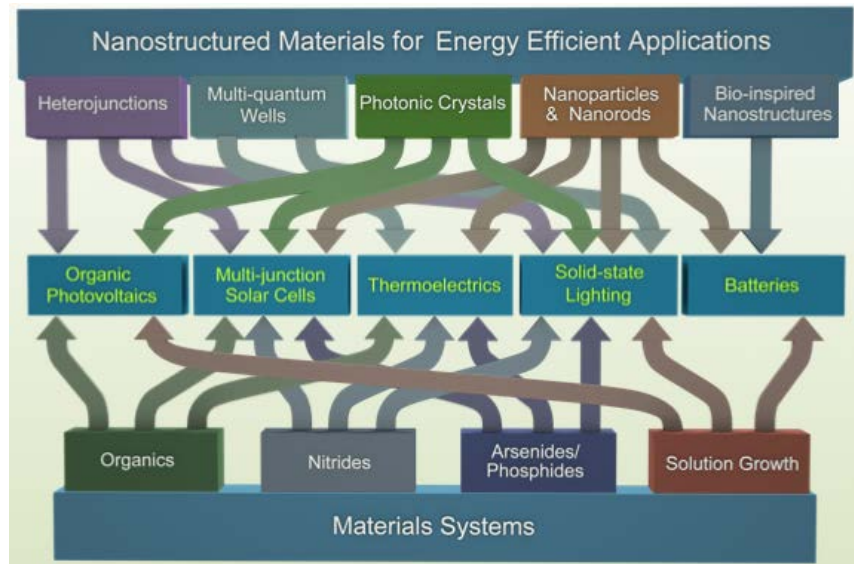 Nanostructured Materials for Energy Efficient Applications
Heterojunctions
Multi-quantum
Wells
Photonic Crystals
Nanoparticles
& Nanorods
Bio-inspired
Nanostructures
Organic
Photovoltaics
Multi-junction
Solar Cells
Thermoelectrics
Solid-state
Lighting
Batteries
Organics
Nitrides
Arsenides/
Phosphides
Solution Growth
Materials Systems